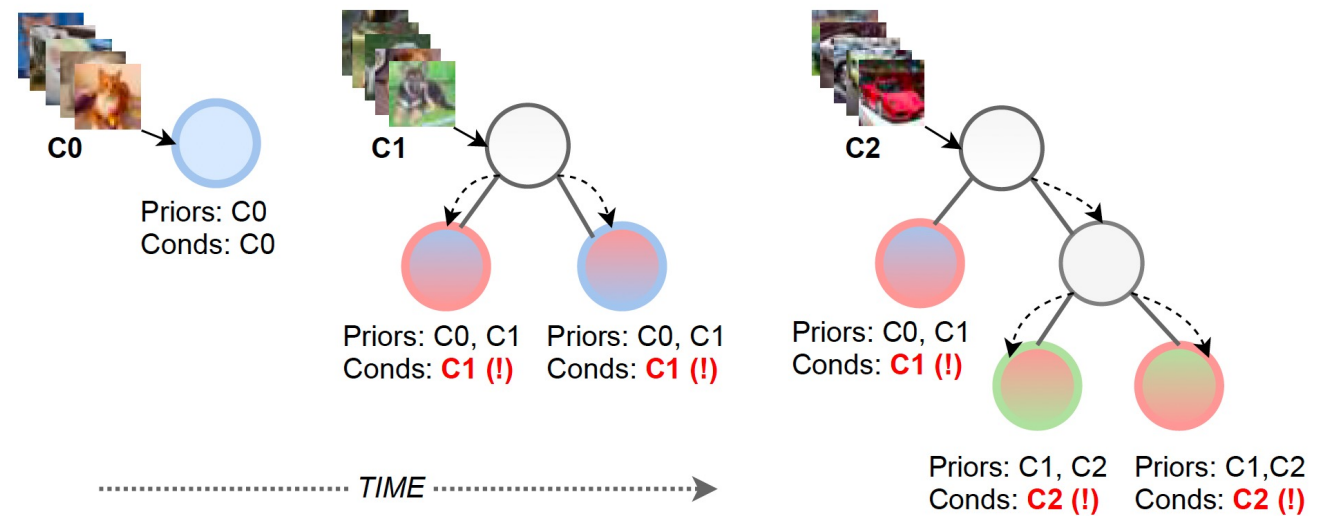 C0
Priors: C0
Conds: C0
C1
Priors: C0, C1
Conds: C1 (!)
Priors: C0, C1
Conds: C1 (!)
C2
Priors: C0, C1
Conds: C1 (!)
Priors: C1, C2
Conds: C2 (!)
Priors: C1,C2
Conds: C2 (!)
TIME